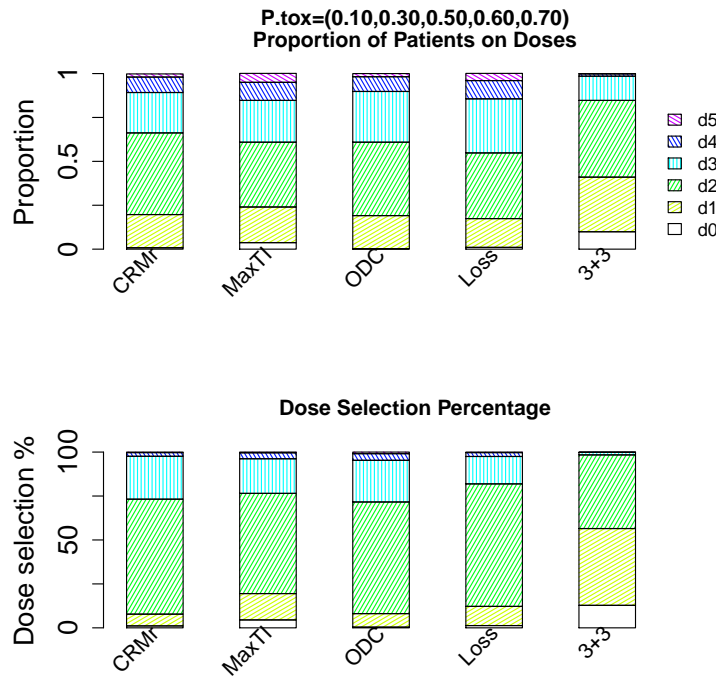 P.tox=(0.10,0.30,0.50,0.60,0.70)
Proportion of Patients on Doses
Proportion
1
0.5
0
CRMr
MaxTI
ODC
Loss
3+3
d5
d4
d3
d2
d1
d0
Dose Selection Percentage
Dose selection %
100
50
0
CRMr
MaxTI
ODC
Loss
3+3